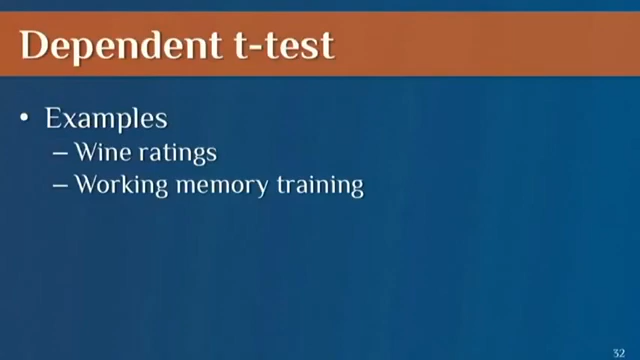 Dependent t-test
• Examples
– Wine ratings
– Working memory training
32